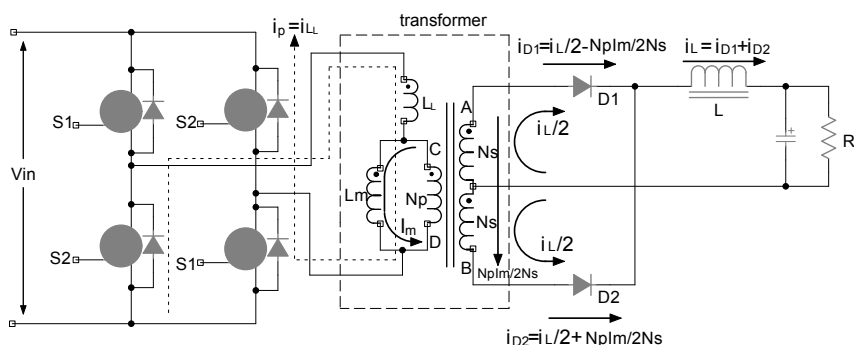 transformer
ip =iLL
iD1=iL/2-NpIm/2Ns
iL= iD1+iD2
S1
S2
LL
A
D1
L
iL/2
C
Ns
Vin
Lm
Np
R
Ns
Im
D
iL/2
S2
S1
B
NpIm/2Ns
D2
iD2=iL/2+ NpIm/2Ns